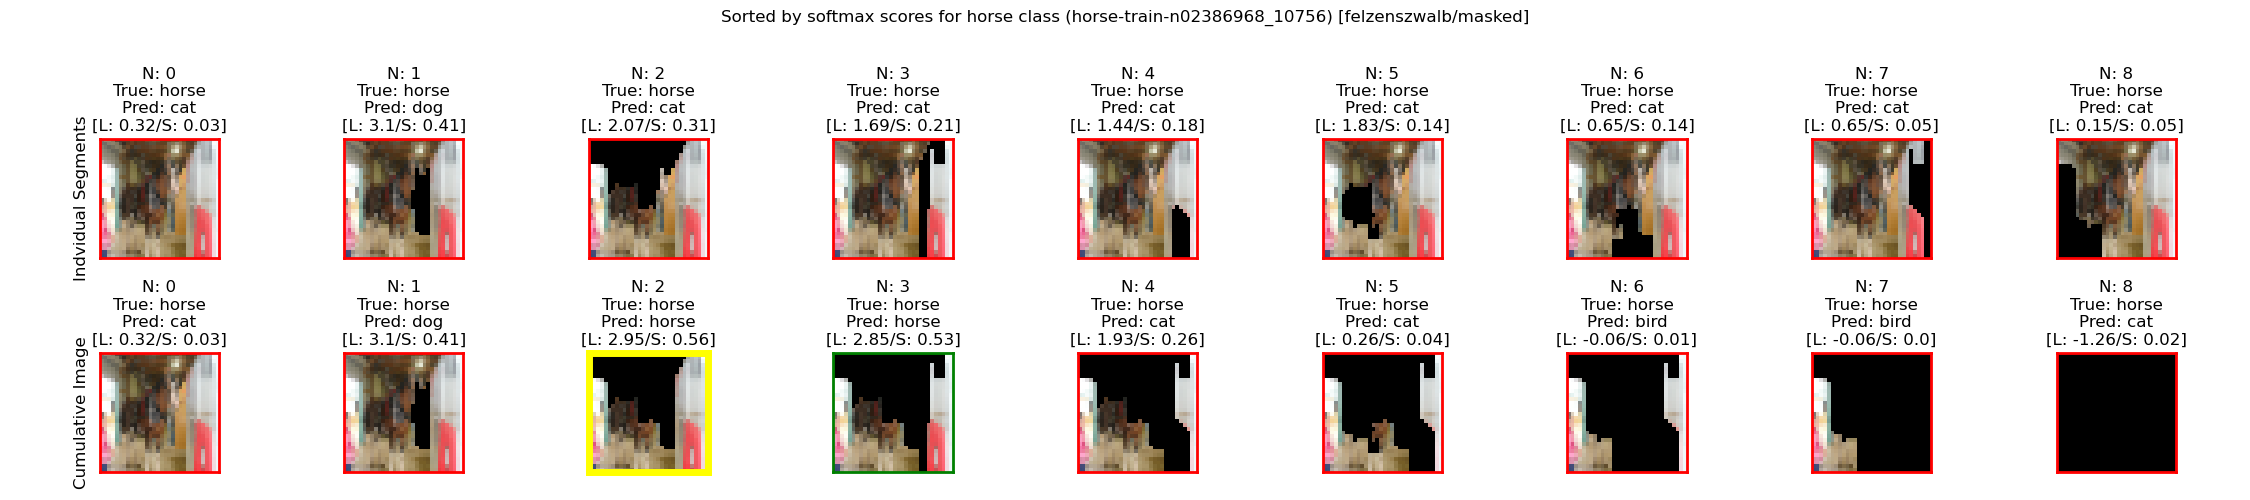 Sorted by softmax scores for horse class (horse-train-n02386968_10756) [felzenszwalb/masked]
Indvidual Segments
N: 0
True: horse
Pred: cat
[L: 0.32/S: 0.03]
N: 1
True: horse
Pred: dog
[L: 3.1/S: 0.41]
N: 2
True: horse
Pred: cat
[L: 2.07/S: 0.31]
N: 3
True: horse
Pred: cat
[L: 1.69/S: 0.21]
N: 4
True: horse
Pred: cat
[L: 1.44/S: 0.18]
N: 5
True: horse
Pred: cat
[L: 1.83/S: 0.14]
N: 6
True: horse
Pred: cat
[L: 0.65/S: 0.14]
N: 7
True: horse
Pred: cat
[L: 0.65/S: 0.05]
N: 8
True: horse
Pred: cat
[L: 0.15/S: 0.05]
Cumulative Image
N: 0
True: horse
Pred: cat
[L: 0.32/S: 0.03]
N: 1
True: horse
Pred: dog
[L: 3.1/S: 0.41]
N: 2
True: horse
Pred: horse
[L: 2.95/S: 0.56]
N: 3
True: horse
Pred: horse
[L: 2.85/S: 0.53]
N: 4
True: horse
Pred: cat
[L: 1.93/S: 0.26]
N: 5
True: horse
Pred: cat
[L: 0.26/S: 0.04]
N: 6
True: horse
Pred: bird
[L: -0.06/S: 0.01]
N: 7
True: horse
Pred: bird
[L: -0.06/S: 0.0]
N: 8
True: horse
Pred: cat
[L: -1.26/S: 0.02]